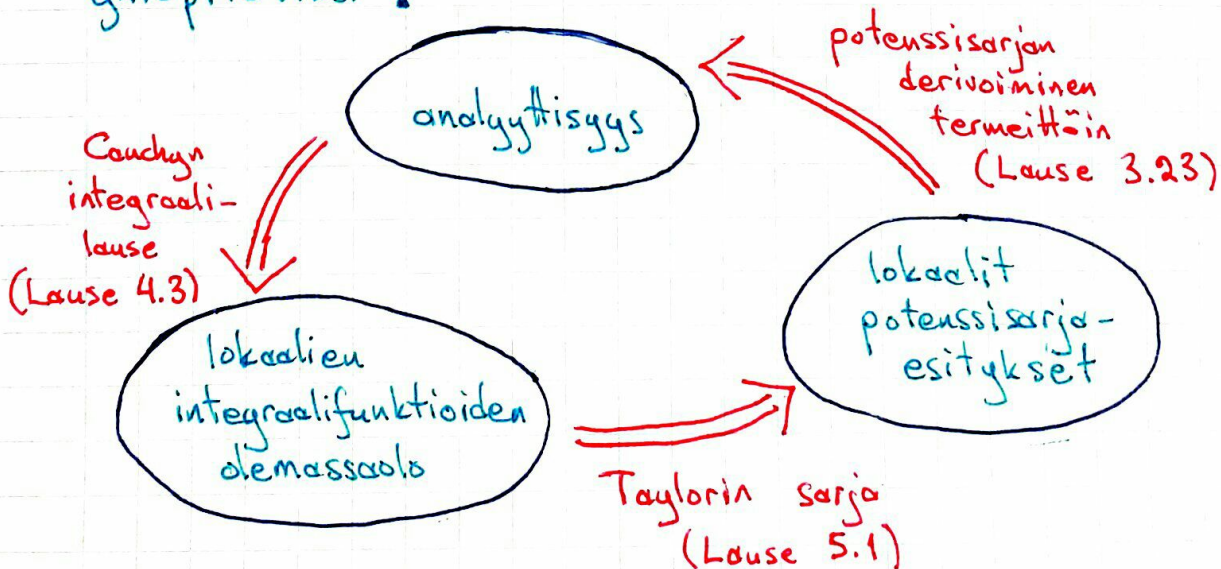 analyyttisyys
potenssisarjan
derivoiminen
termeittäin
(Lause 3.23)
Cauchyn
integraali-
lause
(Lause 4.3)
lokaalit
potenssisarja-
esitykset
lokaalien
integraalifunktioiden
olemassaolo
Taylorin sarja
(Lause 5.1)